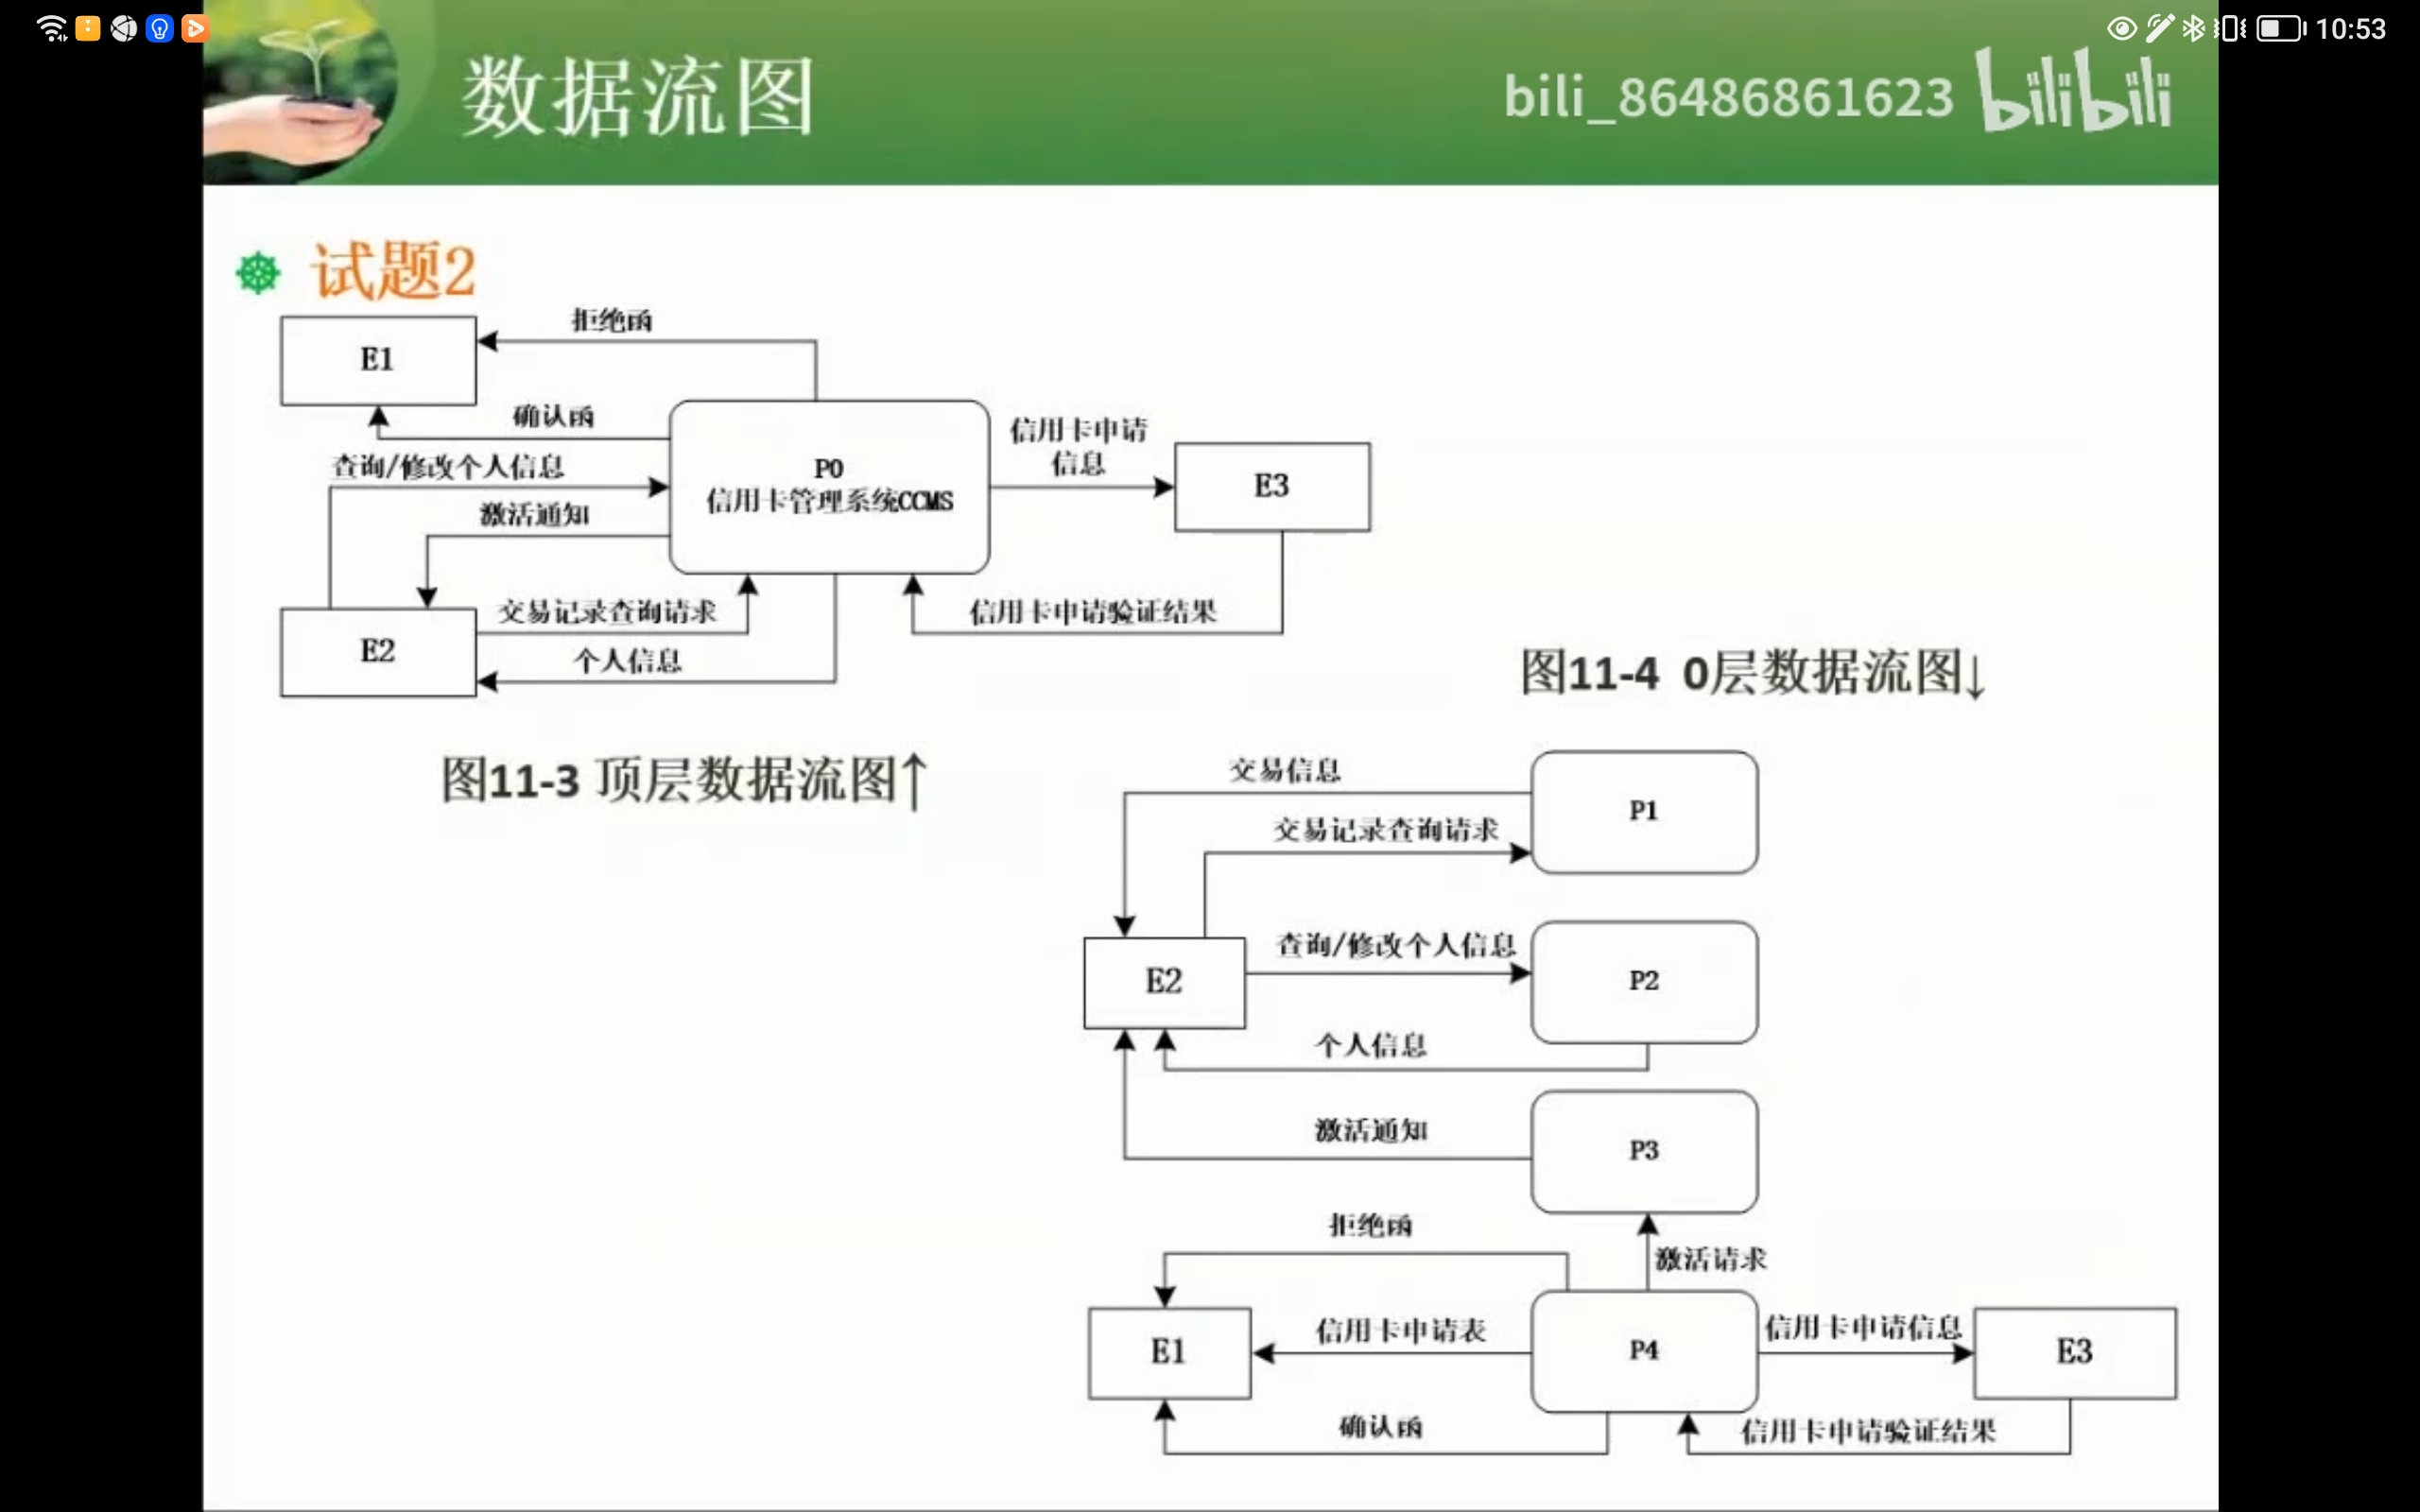 10:53
数据流图
bili_86486861623 bilibili
试题2
拒绝函
E1
确认函
信用卡申请
信息
查询/修改个人信息
P0
信用卡管理系统CCMS
E3
激活通知
交易记录查询请求
信用卡申请验证结果
E2
个人信息
图11-4 0层数据流图↓
图11-3 顶层数据流图↑
交易信息
P1
交易记录查询请求
查询/修改个人信息
E2
P2
个人信息
激活通知
P3
拒绝函
激活请求
信用卡申请表
信用卡申请信息
E1
P4
E3
确认函
信用卡申请验证结果